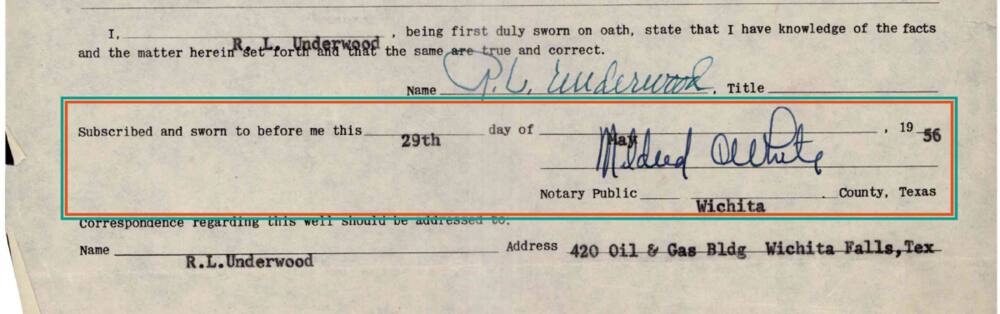 I, R. L. Underwood, being first duly sworn on oath, state that I have knowledge of the facts
and the matter herein set forth and that the same are true and correct.
Name R. L. Underwood, Title
Subscribed and sworn to before me this 29th day of May, 1956
Mildred White
Notary Public Wichita County, Texas
Correspondence regarding this well should be addressed to:
Name R.L.Underwood Address 420 Oil & Gas Bldg Wichita Falls,Tex